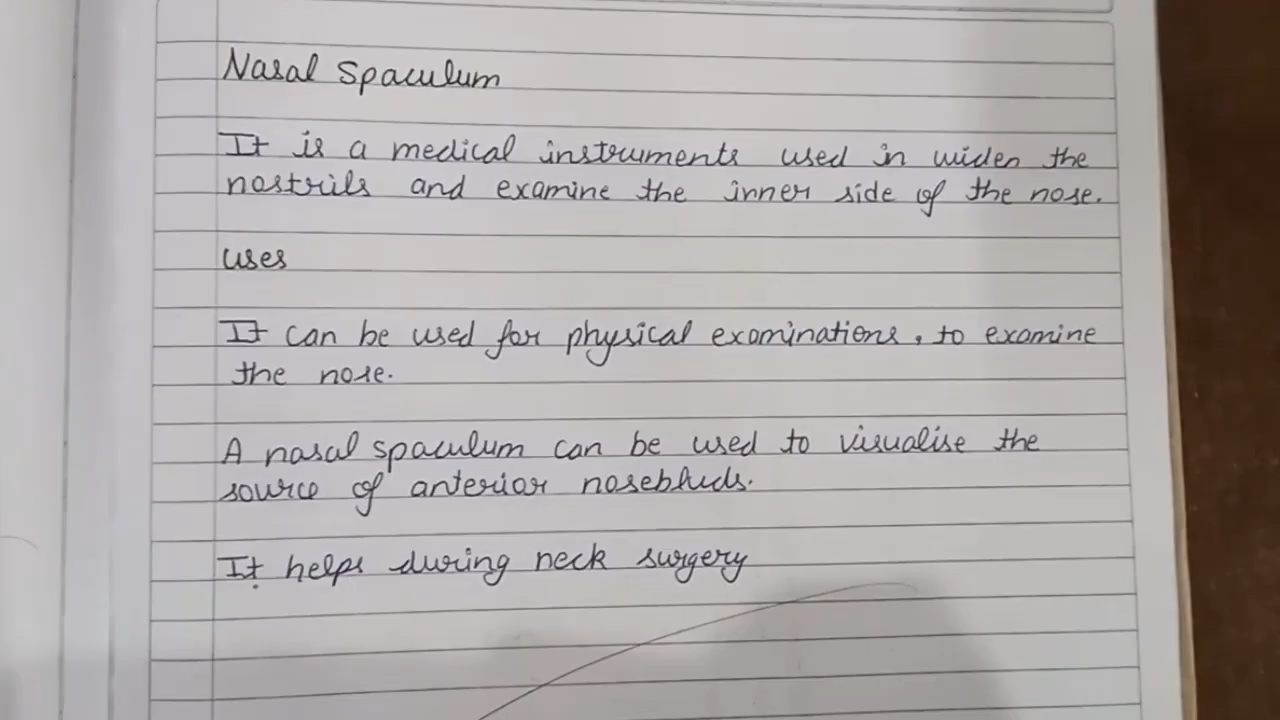 Nasal Spaculum
It is a medical instruments used in widen the
nostrils and examine the inner side of the nose.
uses
It can be used for physical examinations, to examine
the nose.
A nasal spaculum can be used to visualise the
source of anterior nosebluds.
It helps during neck surgery